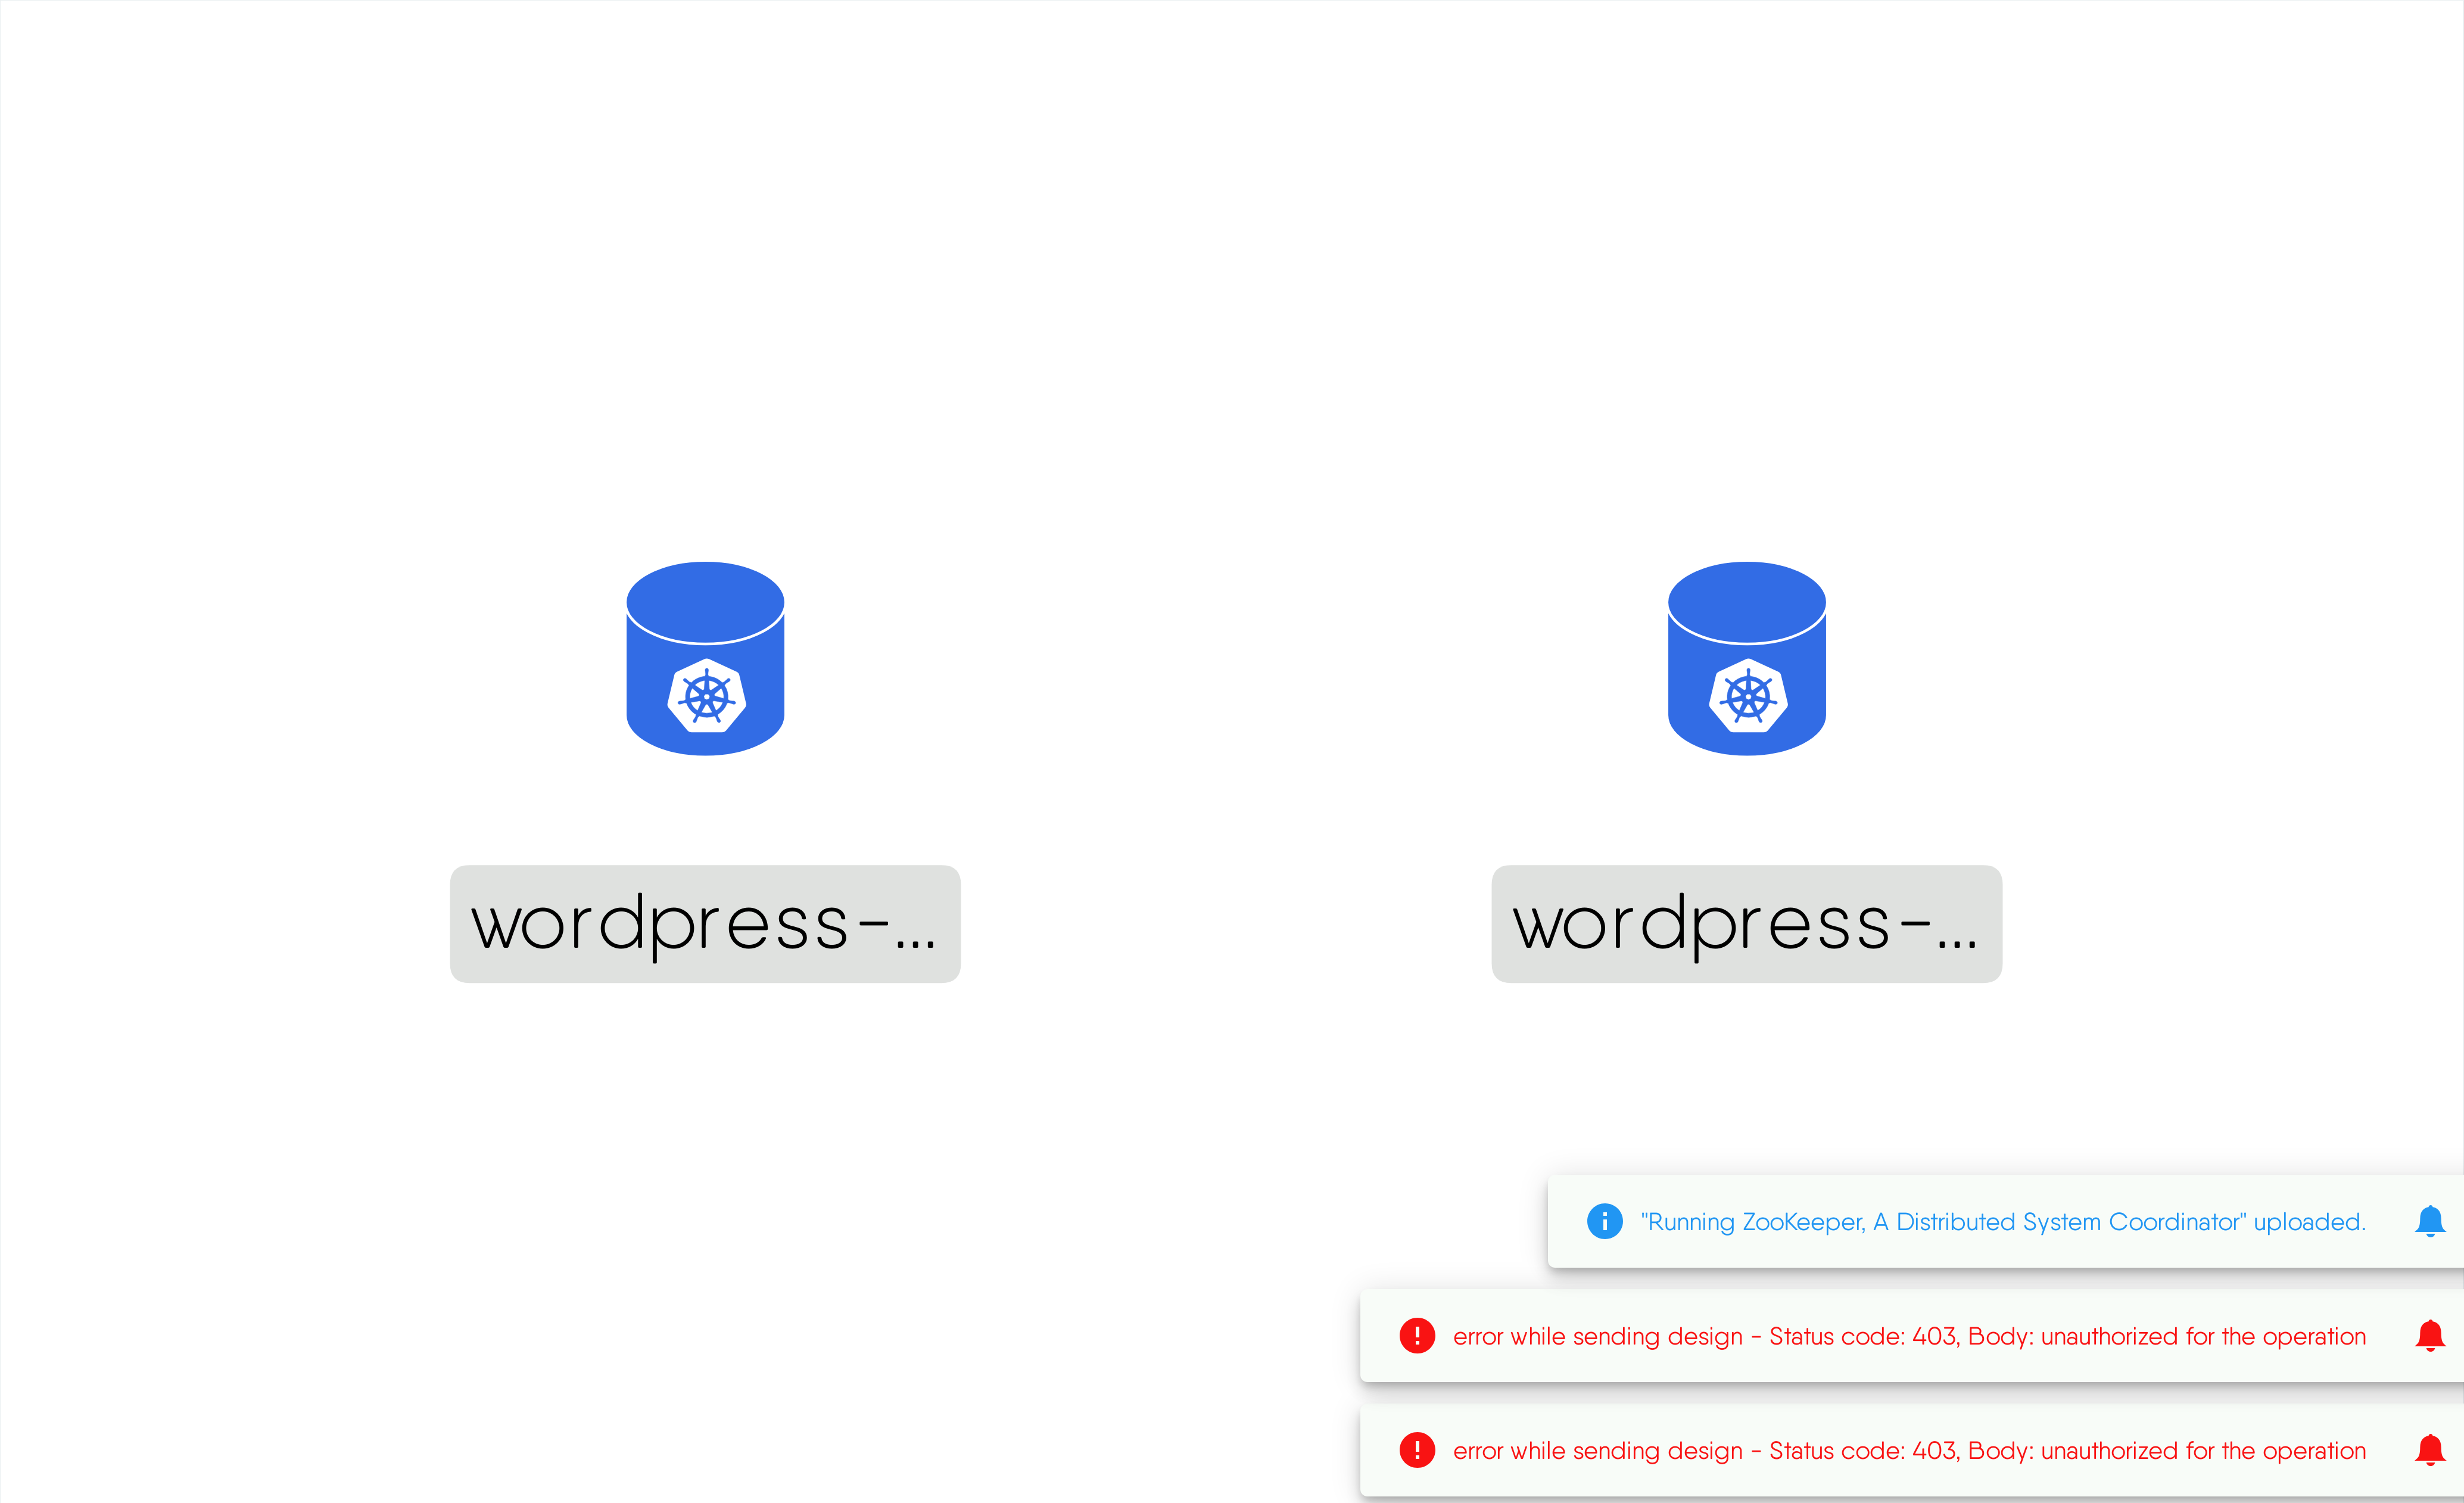 wordpress-...
wordpress-...
"Running ZooKeeper, A Distributed System Coordinator" uploaded.
error while sending design - Status code: 403, Body: unauthorized for the operation
error while sending design - Status code: 403, Body: unauthorized for the operation